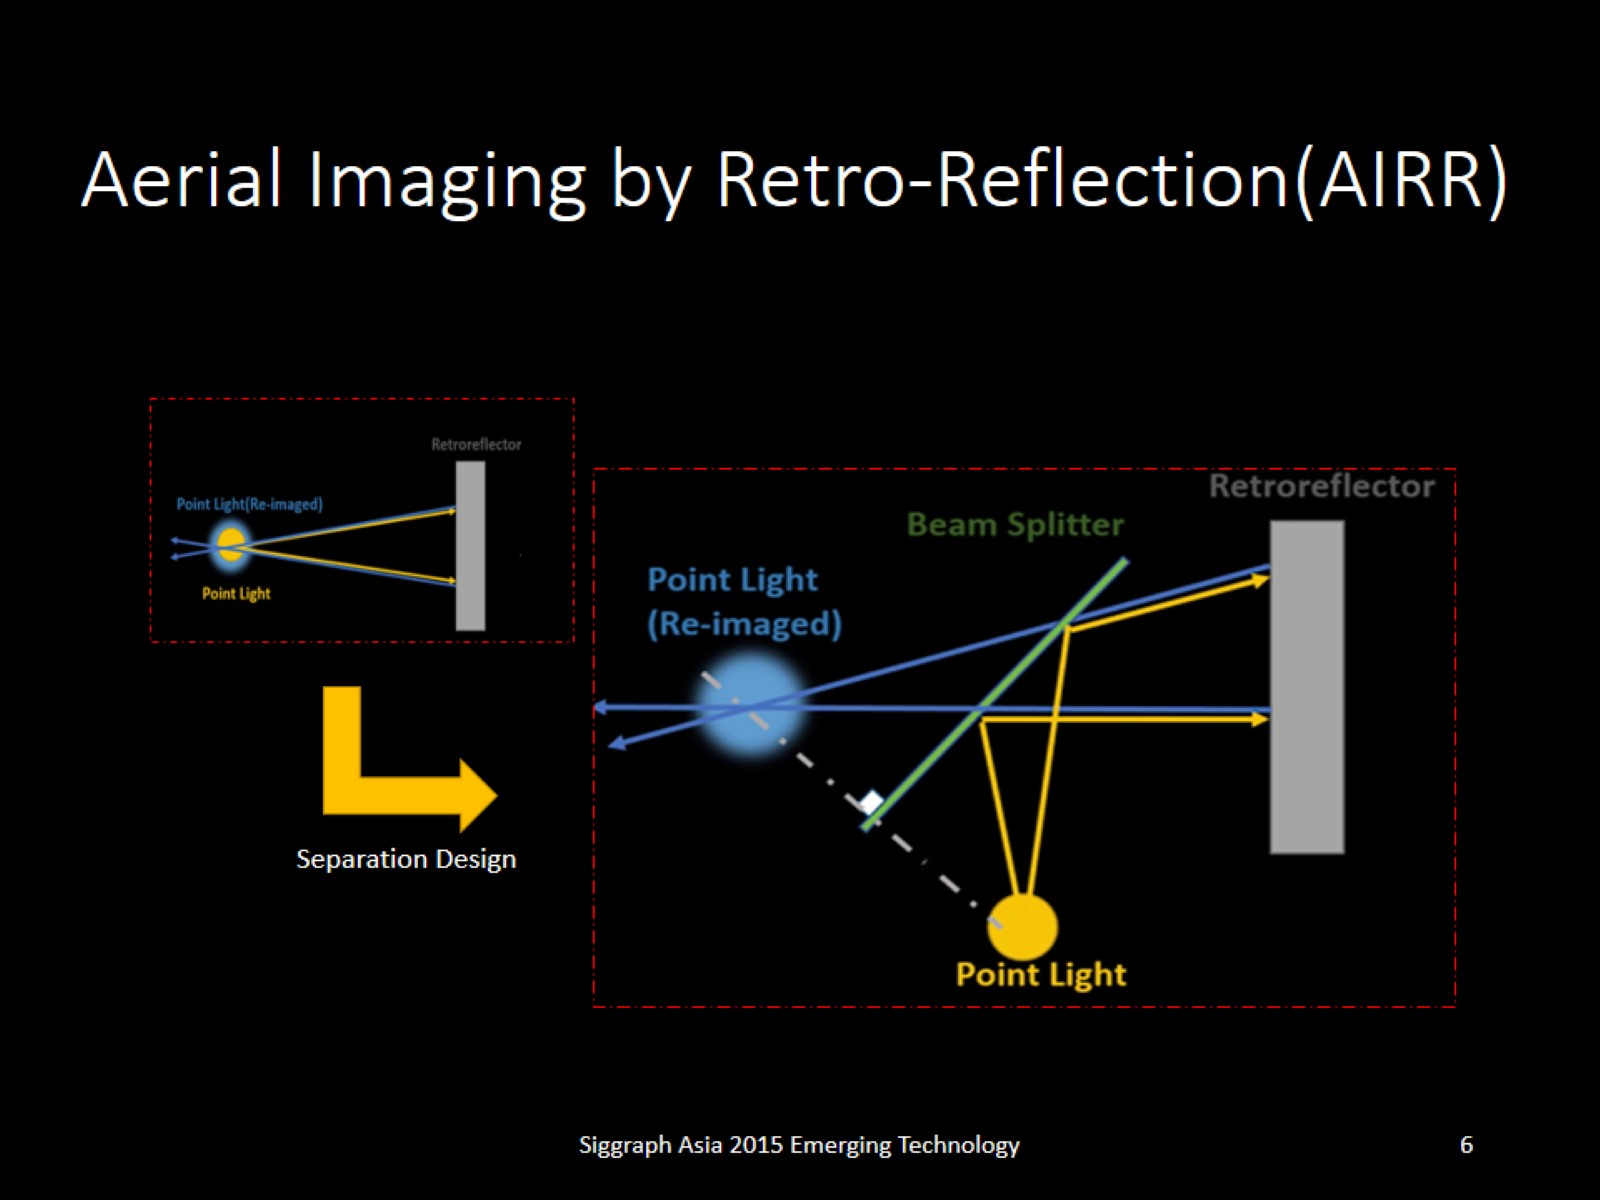 Aerial Imaging by Retro-Reflection(AIRR)
Retroreflector
Point Light(Re-imaged)
Point Light
Separation Design
Retroreflector
Beam Splitter
Point Light
(Re-imaged)
Point Light
Siggraph Asia 2015 Emerging Technology
6